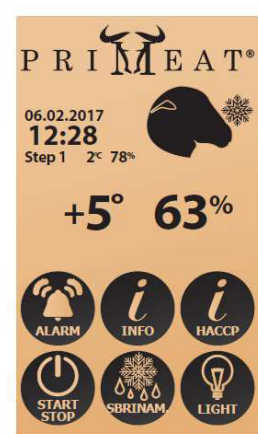 PRIMEAT®
06.02.2017
12:28
Step 1 2°C 78%
+5° 63%
ALARM
INFO
HACCP
START
STOP
SBRINAM.
LIGHT